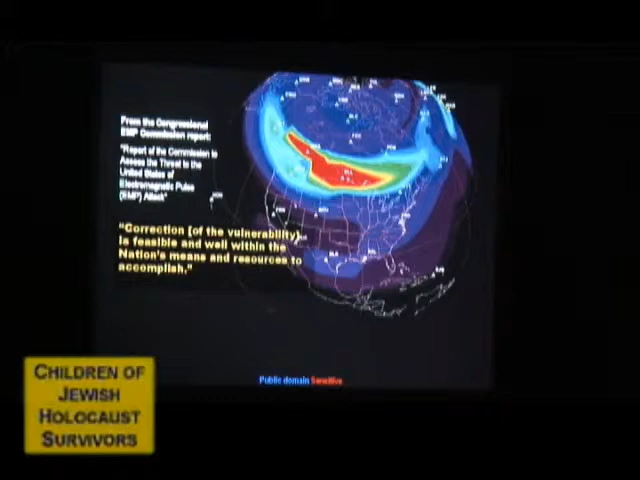 From the Congressional
EMP Commission report:
"Report of the Commission to
Assess the Threat to the
United States of
Electromagnetic Pulse
(EMP) Attack"
"Correction [of the vulnerability]
is feasible and well within the
Nation's means and resources to
accomplish."
Public domain Sensitive
CHILDREN OF
JEWISH
HOLOCAUST
SURVIVORS